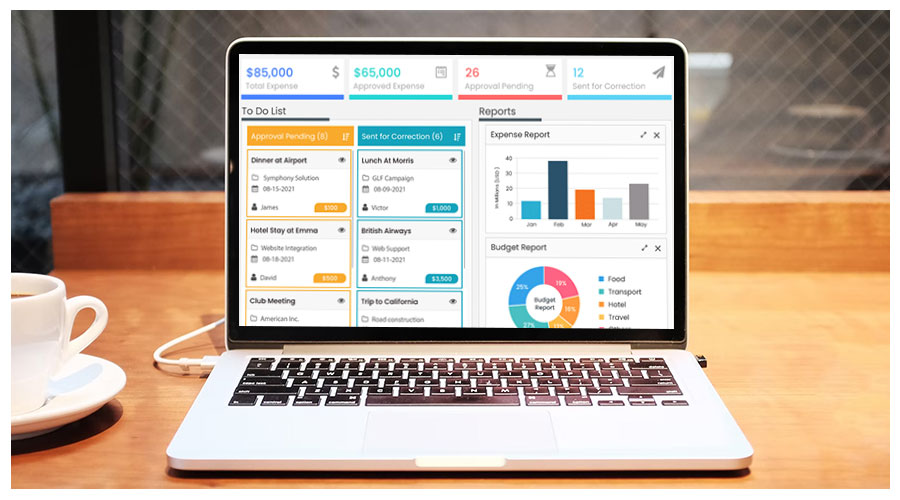 $85,000
Total Expense
$
$65,000
Approved Expense
26
Approval Pending
12
Sent for Correction
To Do List
Approval Pending
Sent for Correction (6)
Dinner at Airport
Symphony Solution
08-15-2021
James
$100
Hotel Stay at Emma
Website Integration
08-18-2021
David
$500
Club Meeting
American Inc.
Lunch At Morris
GLF Campaign
08-09-2021
Victor
$1,000
British Airways
Web Support
08-11-2021
Anthony
$3,500
Trip to California
Road construction
Reports
Expense Report
In Millions (USD)
40
30
20
10
0
Jan
Feb
Mar
Apr
May
Budget Report
25%
19%
16%
27%
Budget
Report
Food
Transport
Hotel
Travel